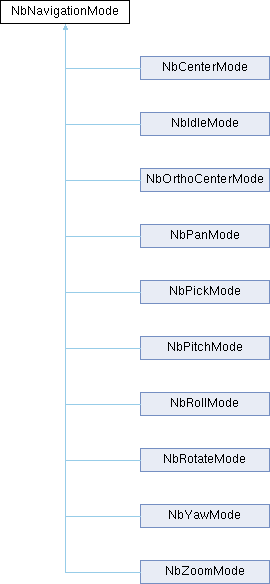 NbNavigationMode
NbCenterMode
NbIdleMode
NbOrthoCenterMode
NbPanMode
NbPickMode
NbPitchMode
NbRollMode
NbRotateMode
NbYawMode
NbZoomMode